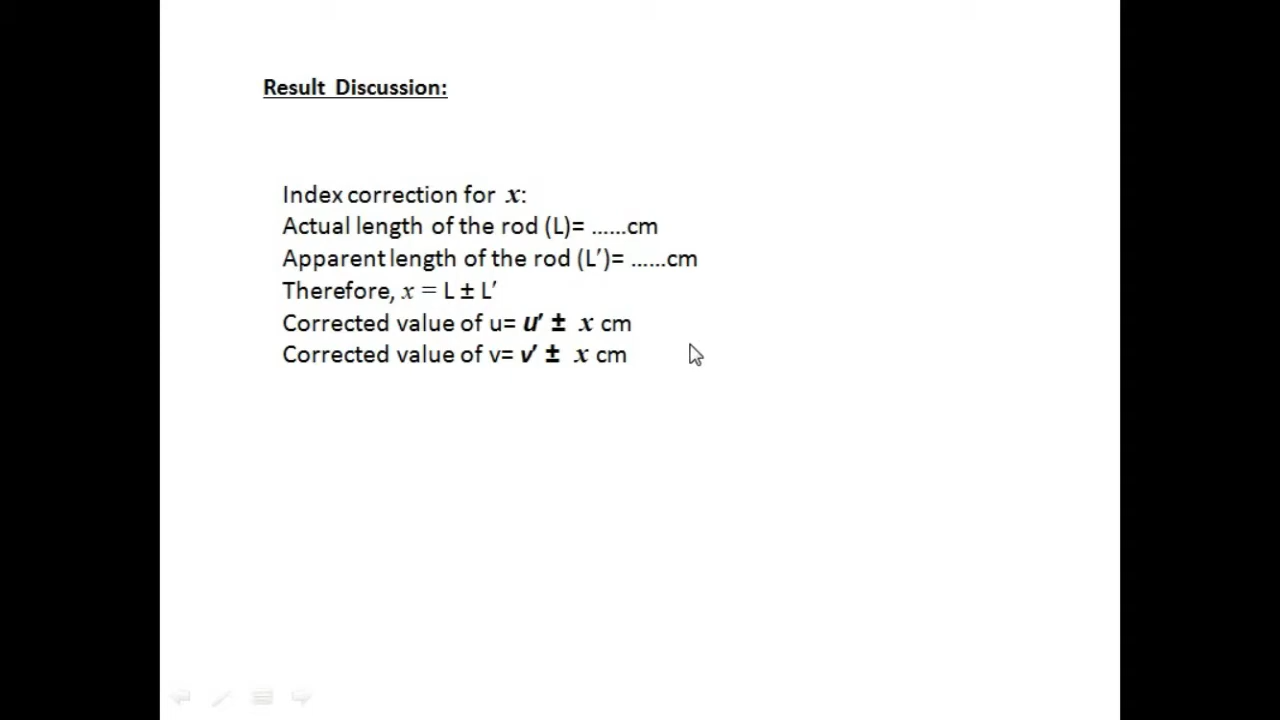 Result Discussion:
Index correction for x:
Actual length of the rod (L)= ......cm
Apparent length of the rod (L′)= ......cm
Therefore, x = L ± L′
Corrected value of u= u′ ± x cm
Corrected value of v= v′ ± x cm